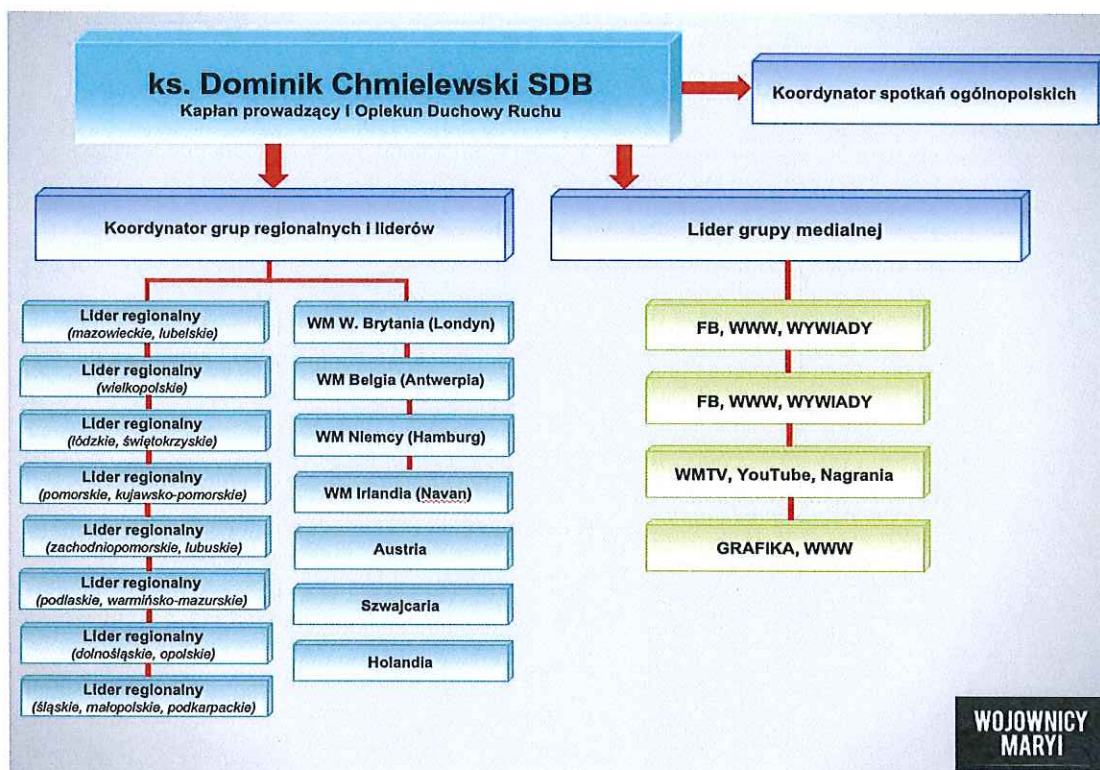 ks. Dominik Chmielewski SDB
Kapłan prowadzący I Opiekun Duchowy Ruchu
Koordynator spotkań ogólnopolskich
Koordynator grup regionalnych i liderów
Lider grupy medialnej
Lider regionalny
(mazowieckie, lubelskie)
Lider regionalny
(wielkopolskie)
Lider regionalny
(łódzkie, świętokrzyskie)
Lider regionalny
(pomorskie, kujawsko-pomorskie)
Lider regionalny
(zachodniopomorskie, lubuskie)
Lider regionalny
(podlaskie, warmińsko-mazurskie)
Lider regionalny
(dolnośląskie, opolskie)
Lider regionalny
(śląskie, małopolskie, podkarpackie)
WM W. Brytania (Londyn)
WM Belgia (Antwerpia)
WM Niemcy (Hamburg)
WM Irlandia (Navan)
Austria
Szwajcaria
Holandia
FB, WWW, WYWIADY
FB, WWW, WYWIADY
WMTV, YouTube, Nagrania
GRAFIKA, WWW
WOJOWNICY
MARYI